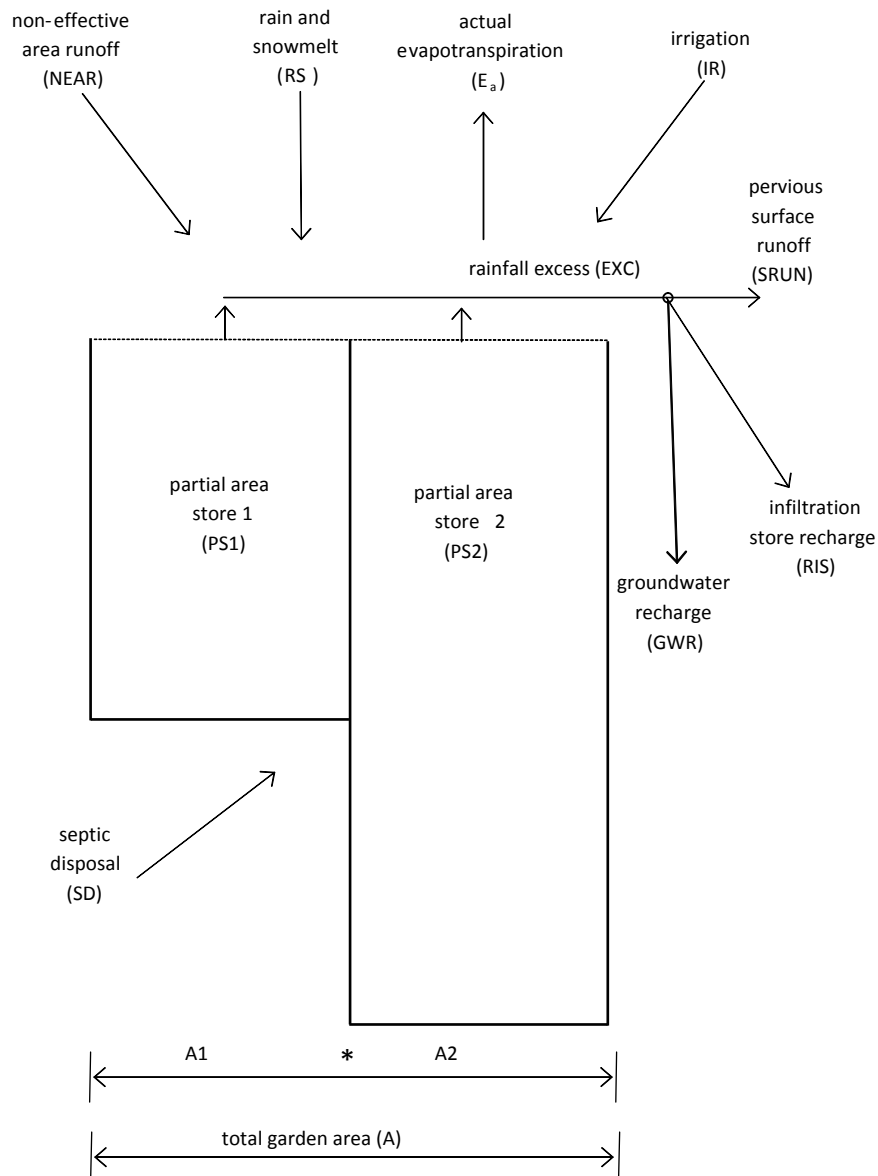 non-effective
area runoff
(NEAR)
rain and
snowmelt
(RS )
actual
evapotranspiration
(Ea)
irrigation
(IR)
pervious
surface
runoff
(SRUN)
rainfall excess (EXC)
partial area
store 1
(PS1)
partial area
store 2
(PS2)
infiltration
store recharge
(RIS)
groundwater
recharge
(GWR)
septic
disposal
(SD)
A1 * A2
total garden area (A)